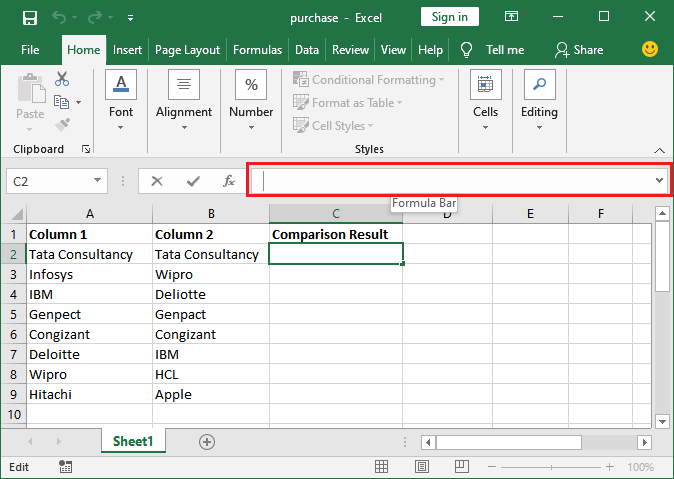 purchase - Excel
Sign in
File Home Insert Page Layout Formulas Data Review View Help Tell me Share
Paste
Clipboard
Font
Alignment
%
Number
Conditional Formatting
Format as Table
Cell Styles
Styles
Cells
Editing
C2
fx
Formula Bar
A B C D E F
1 Column 1 Column 2 Comparison Result
2 Tata Consultancy Tata Consultancy
3 Infosys Wipro
4 IBM Deliotte
5 Genpect Genpact
6 Congizant Congizant
7 Deloitte IBM
8 Wipro HCL
9 Hitachi Apple
10
Sheet1
Edit
100%